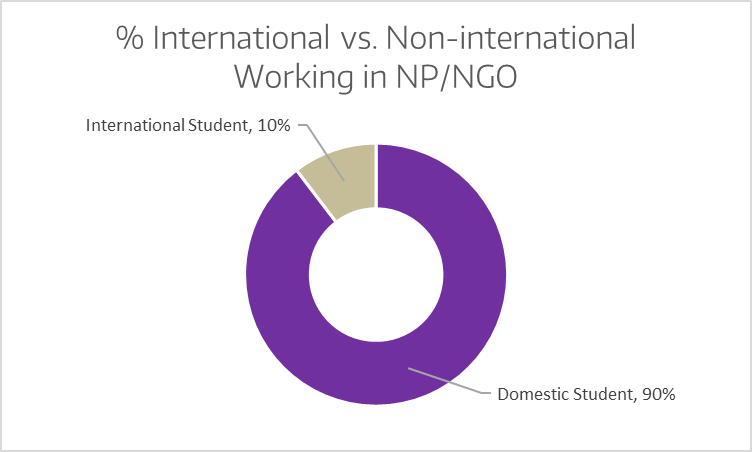 % International vs. Non-international
Working in NP/NGO
International Student, 10%
Domestic Student, 90%